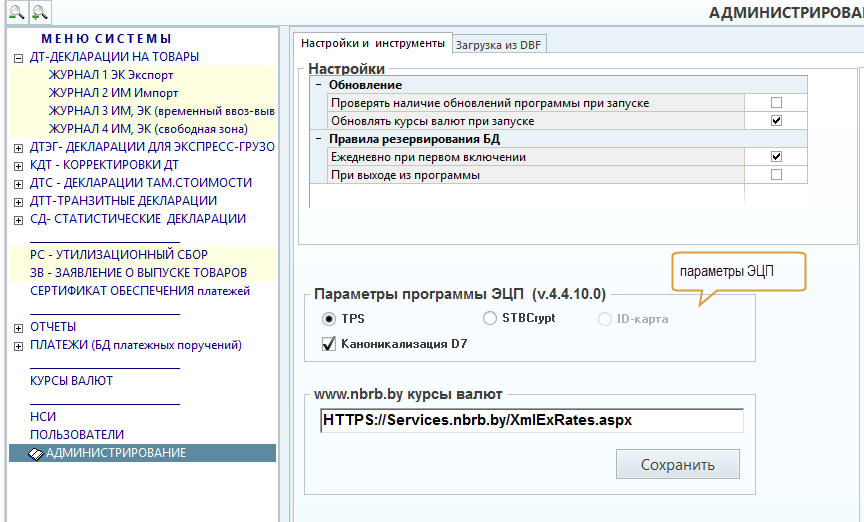 АДМИНИСТРИРОВА
МЕНЮ СИСТЕМЫ
ДТ-ДЕКЛАРАЦИИ НА ТОВАРЫ
ЖУРНАЛ 1 ЭК Экспорт
ЖУРНАЛ 2 ИМ Импорт
ЖУРНАЛ 3 ИМ, ЭК (временный ввоз-выв
ЖУРНАЛ 4 ИМ, ЭК (свободная зона)
ДТЭГ- ДЕКЛАРАЦИИ ДЛЯ ЭКСПРЕСС-ГРУЗО
КДТ - КОРРЕКТИРОВКИ ДТ
ДТС - ДЕКЛАРАЦИИ ТАМ.СТОИМОСТИ
ДТТ-ТРАНЗИТНЫЕ ДЕКЛАРАЦИИ
СД- СТАТИСТИЧЕСКИЕ ДЕКЛАРАЦИИ
РС - УТИЛИЗАЦИОННЫЙ СБОР
ЗВ - ЗАЯВЛЕНИЕ О ВЫПУСКЕ ТОВАРОВ
СЕРТИФИКАТ ОБЕСПЕЧЕНИЯ платежей
ОТЧЕТЫ
ПЛАТЕЖИ (БД платежных поручений)
КУРСЫ ВАЛЮТ
НСИ
ПОЛЬЗОВАТЕЛИ
АДМИНИСТРИРОВАНИЕ
Настройки и инструменты
Загрузка из DBF
Настройки
Обновление
Проверять наличие обновлений программы при запуске
Обновлять курсы валют при запуске
Правила резервирования БД
Ежедневно при первом включении
При выходе из программы
параметры ЭЦП
Параметры программы ЭЦП (v.4.4.10.0)
TPS
STBCrypt
ID-карта
Каноникализация D7
www.nbrb.by курсы валют
HTTPS://Services.nbrb.by/XmlExRates.aspx
Сохранить